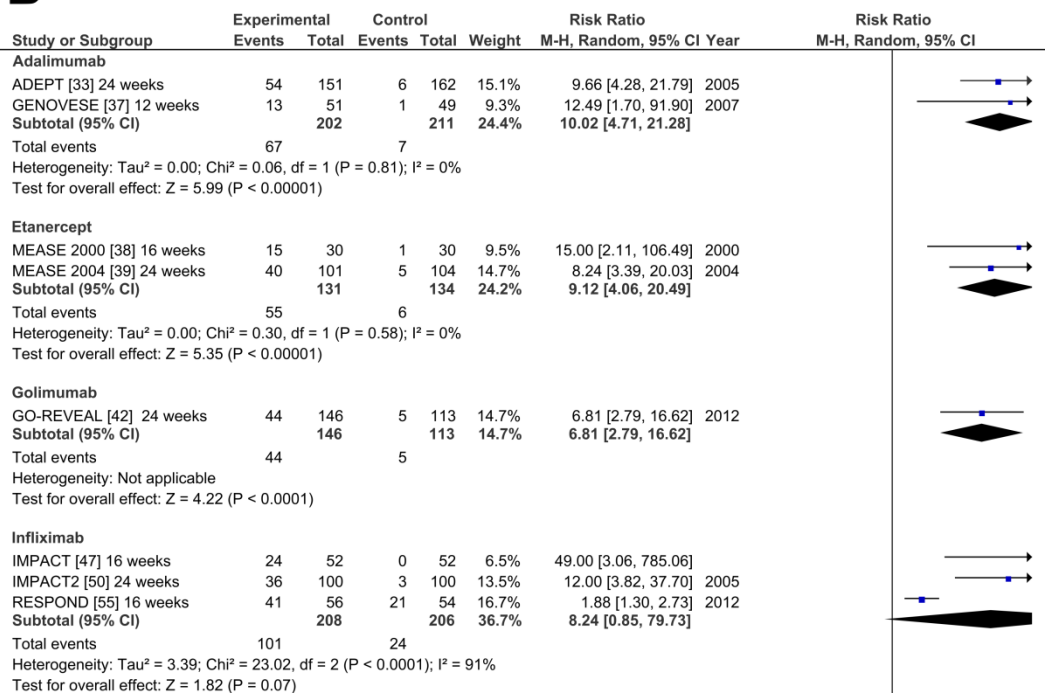 Experimental Control Risk Ratio Risk Ratio
Study or Subgroup Events Total Events Total Weight M-H, Random, 95% CI Year M-H, Random, 95% CI
Adalimumab
ADEPT [33] 24 weeks 54 151 6 162 15.1% 9.66 [4.28, 21.79] 2005
GENOVESE [37] 12 weeks 13 51 1 49 9.3% 12.49 [1.70, 91.90] 2007
Subtotal (95% CI) 202 211 24.4% 10.02 [4.71, 21.28]
Total events 67 7
Heterogeneity: Tau² = 0.00; Chi² = 0.06, df = 1 (P = 0.81); I² = 0%
Test for overall effect: Z = 5.99 (P < 0.00001)
Etanercept
MEASE 2000 [38] 16 weeks 15 30 1 30 9.5% 15.00 [2.11, 106.49] 2000
MEASE 2004 [39] 24 weeks 40 101 5 104 14.7% 8.24 [3.39, 20.03] 2004
Subtotal (95% CI) 131 134 24.2% 9.12 [4.06, 20.49]
Total events 55 6
Heterogeneity: Tau² = 0.00; Chi² = 0.30, df = 1 (P = 0.58); I² = 0%
Test for overall effect: Z = 5.35 (P < 0.00001)
Golimumab
GO-REVEAL [42] 24 weeks 44 146 5 113 14.7% 6.81 [2.79, 16.62] 2012
Subtotal (95% CI) 146 113 14.7% 6.81 [2.79, 16.62]
Total events 44 5
Heterogeneity: Not applicable
Test for overall effect: Z = 4.22 (P < 0.0001)
Infliximab
IMPACT [47] 16 weeks 24 52 0 52 6.5% 49.00 [3.06, 785.06]
IMPACT2 [50] 24 weeks 36 100 3 100 13.5% 12.00 [3.82, 37.70] 2005
RESPOND [55] 16 weeks 41 56 21 54 16.7% 1.88 [1.30, 2.73] 2012
Subtotal (95% CI) 208 206 36.7% 8.24 [0.85, 79.73]
Total events 101 24
Heterogeneity: Tau² = 3.39; Chi² = 23.02, df = 2 (P < 0.0001); I² = 91%
Test for overall effect: Z = 1.82 (P = 0.07)